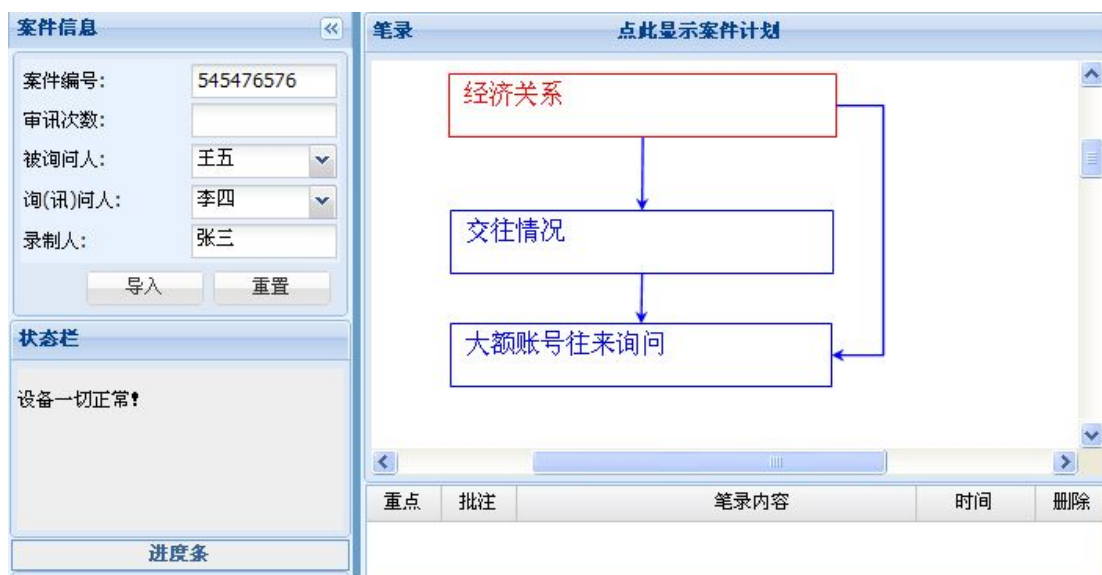 案件信息
案件编号: 545476576
审讯次数:
被询问人: 王五
询(讯)问人: 李四
录制人: 张三
导入 重置
状态栏
设备一切正常!
进度条
笔录 点此显示案件计划
经济关系
交往情况
大额账号往来询问
重点 批注 笔录内容 时间 删除